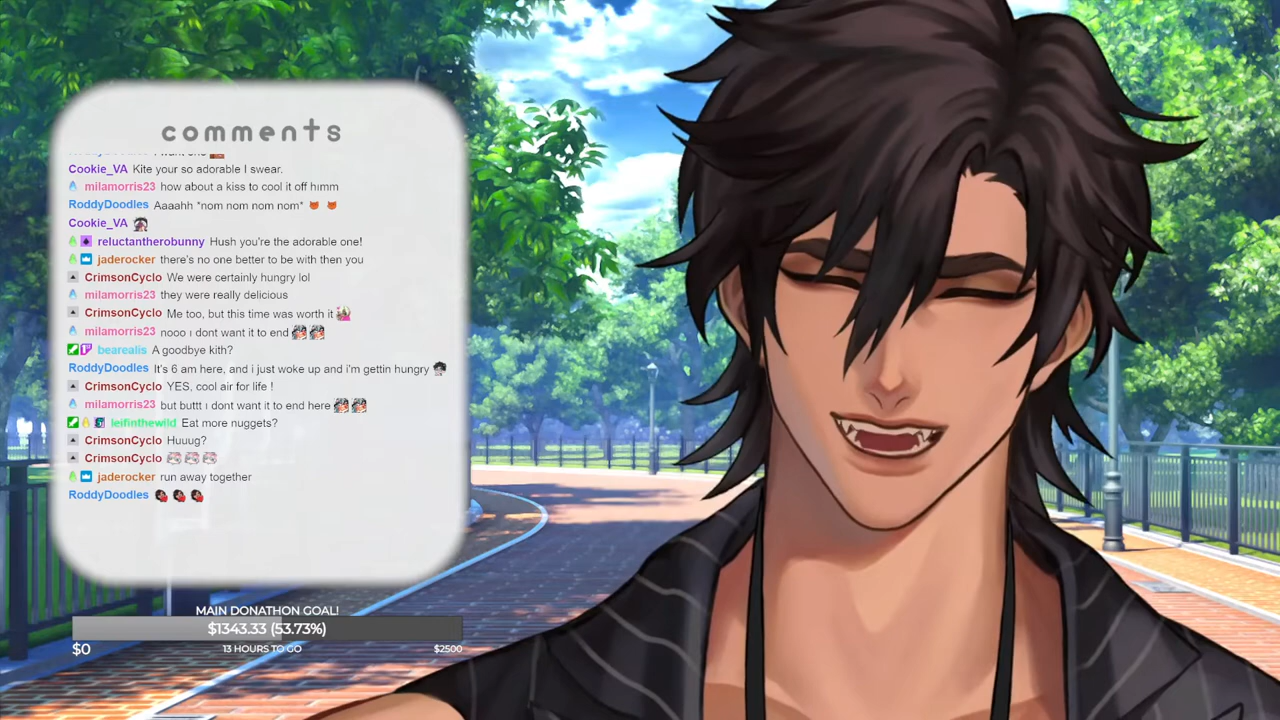 comments
Cookie_VA Kite your so adorable I swear.
milamorris23 how about a kiss to cool it off himm
RoddyDoodles Aaaahh *nom nom nom nom*
Cookie_VA
reluctantherobunny Hush you're the adorable one!
jaderocker there's no one better to be with then you
CrimsonCyclo We were certainly hungry lol
milamorris23 they were really delicious
CrimsonCyclo Me too, but this time was worth it
milamorris23 nooo i dont want it to end
bearealis A goodbye kith?
RoddyDoodles It's 6 am here, and i just woke up and i'm gettin hungry
CrimsonCyclo YES, cool air for life !
milamorris23 but buttt i dont want it to end here
leifinthewild Eat more nuggets?
CrimsonCyclo Huuug?
CrimsonCyclo
jaderocker run away together
RoddyDoodles
MAIN DONATHON GOAL!
$1343.33 (53.73%)
$0 13 HOURS TO GO $2500